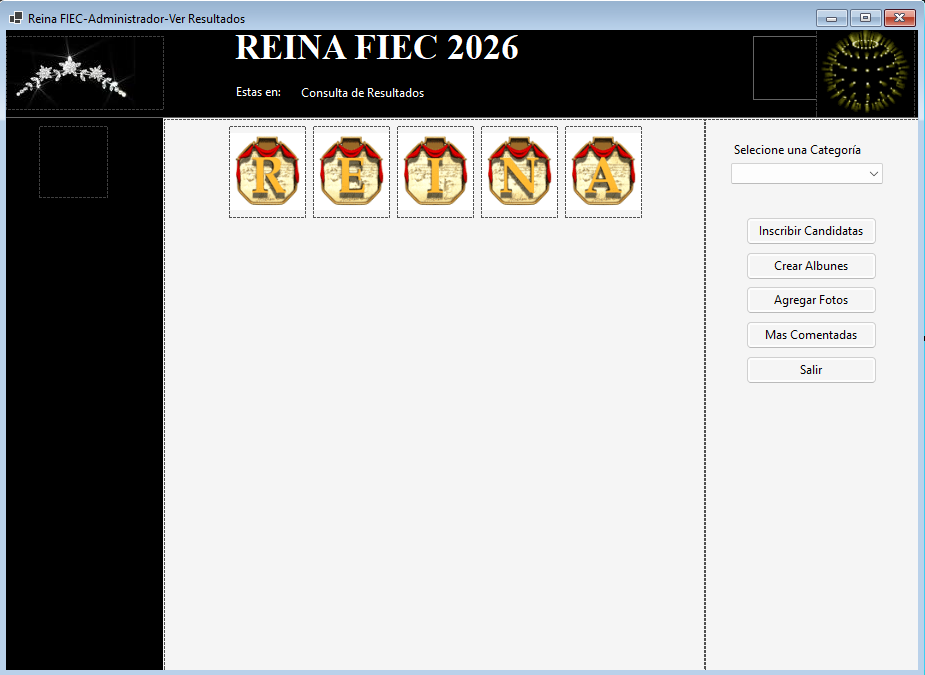 Reina FIEC-Administrador-Ver Resultados
REINA FIEC 2026
Estas en: Consulta de Resultados
R E I N A
Selecione una Categoría
Inscribir Candidatas
Crear Albunes
Agregar Fotos
Mas Comentadas
Salir